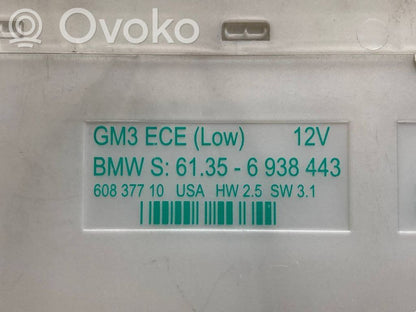 Ovoko
GM3 ECE (Low) 12V
BMW S: 61.35 - 6 938 443
608 377 10 USA HW 2.5 SW 3.1